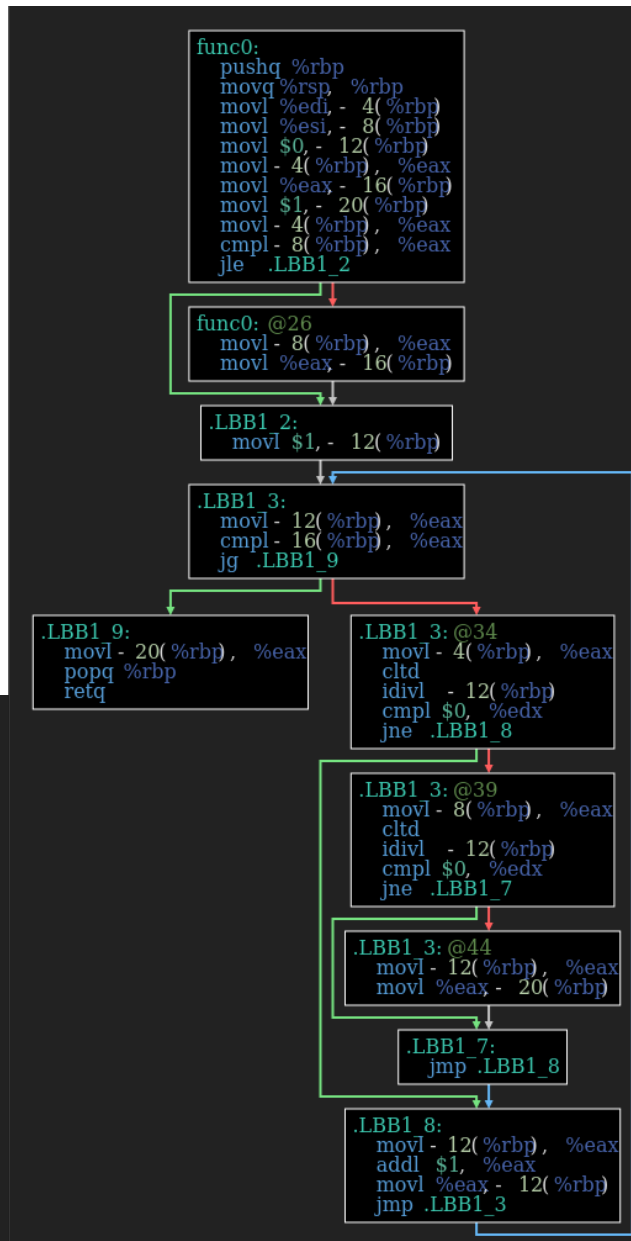 func0:
pushq %rbp
movq %rsp, %rbp
movl %edi, - 4( %rbp)
movl %esi, - 8( %rbp)
movl $0, - 12( %rbp)
movl - 4( %rbp) , %eax
movl %eax, - 16( %rbp)
movl $1, - 20( %rbp)
movl - 4( %rbp) , %eax
cmpl - 8( %rbp) , %eax
jle .LBB1_2
func0: @26
movl - 8( %rbp) , %eax
movl %eax, - 16( %rbp)
.LBB1_2:
movl $1, - 12( %rbp)
.LBB1_3:
movl - 12( %rbp) , %eax
cmpl - 16( %rbp) , %eax
jg .LBB1_9
.LBB1_9:
movl - 20( %rbp) , %eax
popq %rbp
retq
.LBB1_3: @34
movl - 4( %rbp) , %eax
cltd
idivl - 12( %rbp)
cmpl $0, %edx
jne .LBB1_8
.LBB1_3: @39
movl - 8( %rbp) , %eax
cltd
idivl - 12( %rbp)
cmpl $0, %edx
jne .LBB1_7
.LBB1_3: @44
movl - 12( %rbp) , %eax
movl %eax, - 20( %rbp)
.LBB1_7:
jmp .LBB1_8
.LBB1_8:
movl - 12( %rbp) , %eax
addl $1, %eax
movl %eax, - 12( %rbp)
jmp .LBB1_3